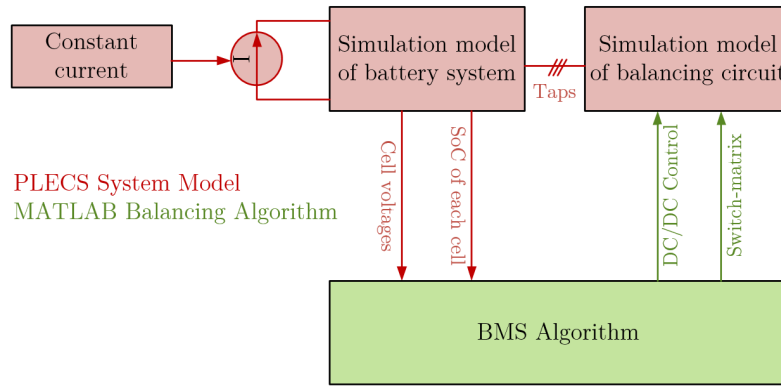 Constant
current
I
Simulation model
of battery system
Taps
Simulation model
of balancing circuit
Cell voltages
SoC of each cell
DC/DC Control
Switch-matrix
PLECS System Model
MATLAB Balancing Algorithm
BMS Algorithm